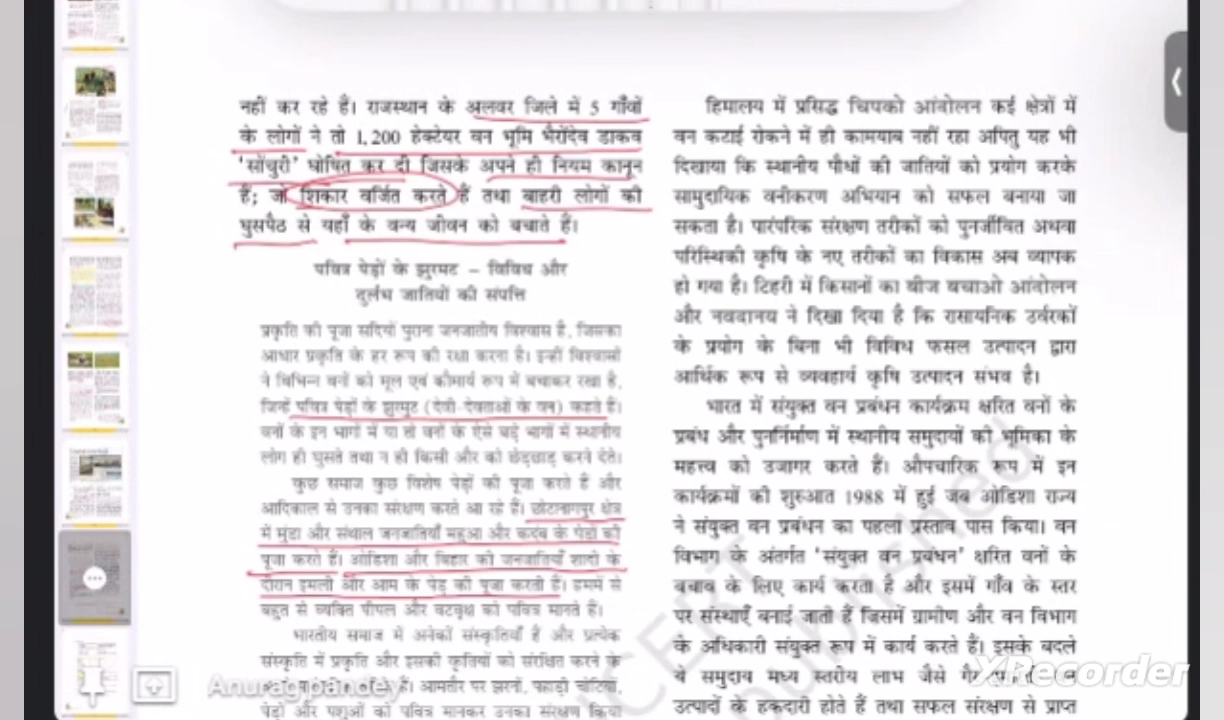 नहीं कर रहे हैं। राजस्थान के अलवर जिले में 5 गाँवों
के लोगों ने तो 1,200 हेक्टेयर वन भूमि भैरोंदेव डाकव
'सोंचुरी' घोषित कर दी जिसके अपने ही नियम कानून
हैं; जो शिकार वर्जित करते हैं तथा बाहरी लोगों की
घुसपैठ से यहाँ के वन्य जीवन को बचाते हैं।
पवित्र पेड़ों के झुरमट – विविध और
दुर्लभ जातियों की संपत्ति
प्रकृति की पूजा सदियों पुराना जनजातीय विश्वास है, जिसका
आधार प्रकृति के हर रूप की रक्षा करना है। इन्हीं विश्वासों
ने विभिन्न वनों को मूल एवं कौमार्य रूप में बचाकर रखा है,
जिन्हें पवित्र पेड़ों के झुरमुट (देवी-देवताओं के वन) कहते हैं।
वनों के इन भागों में या तो वनों के ऐसे बड़े भागों में स्थानीय
लोग ही घुसते तथा न ही किसी और को छेड़छाड़ करने देते।
कुछ समाज कुछ विशेष पेड़ों की पूजा करते हैं और
आदिकाल से उनका संरक्षण करते आ रहे हैं। छोटानागपुर क्षेत्र
में मुंडा और संथाल जनजातियाँ महुआ और कदंब के पेड़ों की
पूजा करते हैं। ओडिशा और बिहार की जनजातियाँ शादी के
दौरान इमली और आम के पेड़ की पूजा करती हैं। हममें से
बहुत से व्यक्ति पीपल और वटवृक्ष को पवित्र मानते हैं।
भारतीय समाज में अनेकों संस्कृतियाँ हैं और प्रत्येक
संस्कृति में प्रकृति और इसकी कृतियों को संरक्षित करने के
हैं। आमतौर पर झरनों, पहाड़ी चोटियों,
पेड़ों और पशुओं को पवित्र मानकर उनका संरक्षण किया
हिमालय में प्रसिद्ध चिपको आंदोलन कई क्षेत्रों में
वन कटाई रोकने में ही कामयाब नहीं रहा अपितु यह भी
दिखाया कि स्थानीय पौधों की जातियों को प्रयोग करके
सामुदायिक वनीकरण अभियान को सफल बनाया जा
सकता है। पारंपरिक संरक्षण तरीकों को पुनर्जीवित अथवा
परिस्थिकी कृषि के नए तरीकों का विकास अब व्यापक
हो गया है। टिहरी में किसानों का बीज बचाओ आंदोलन
और नवदानय ने दिखा दिया है कि रासायनिक उर्वरकों
के प्रयोग के बिना भी विविध फसल उत्पादन द्वारा
आर्थिक रूप से व्यवहार्य कृषि उत्पादन संभव है।
भारत में संयुक्त वन प्रबंधन कार्यक्रम क्षरित वनों के
प्रबंध और पुनर्निर्माण में स्थानीय समुदायों की भूमिका के
महत्त्व को उजागर करते हैं। औपचारिक रूप में इन
कार्यक्रमों की शुरुआत 1988 में हुई जब ओडिशा राज्य
ने संयुक्त वन प्रबंधन का पहला प्रस्ताव पास किया। वन
विभाग के अंतर्गत 'संयुक्त वन प्रबंधन' क्षरित वनों के
बचाव के लिए कार्य करता है और इसमें गाँव के स्तर
पर संस्थाएँ बनाई जाती हैं जिसमें ग्रामीण और वन विभाग
के अधिकारी संयुक्त रूप में कार्य करते हैं। इसके बदले
ये समुदाय मध्य स्तरीय लाभ जैसे
उत्पादों के हकदारी होते हैं तथा सफल संरक्षण से प्राप्त
Anurag pandey
XRecorder